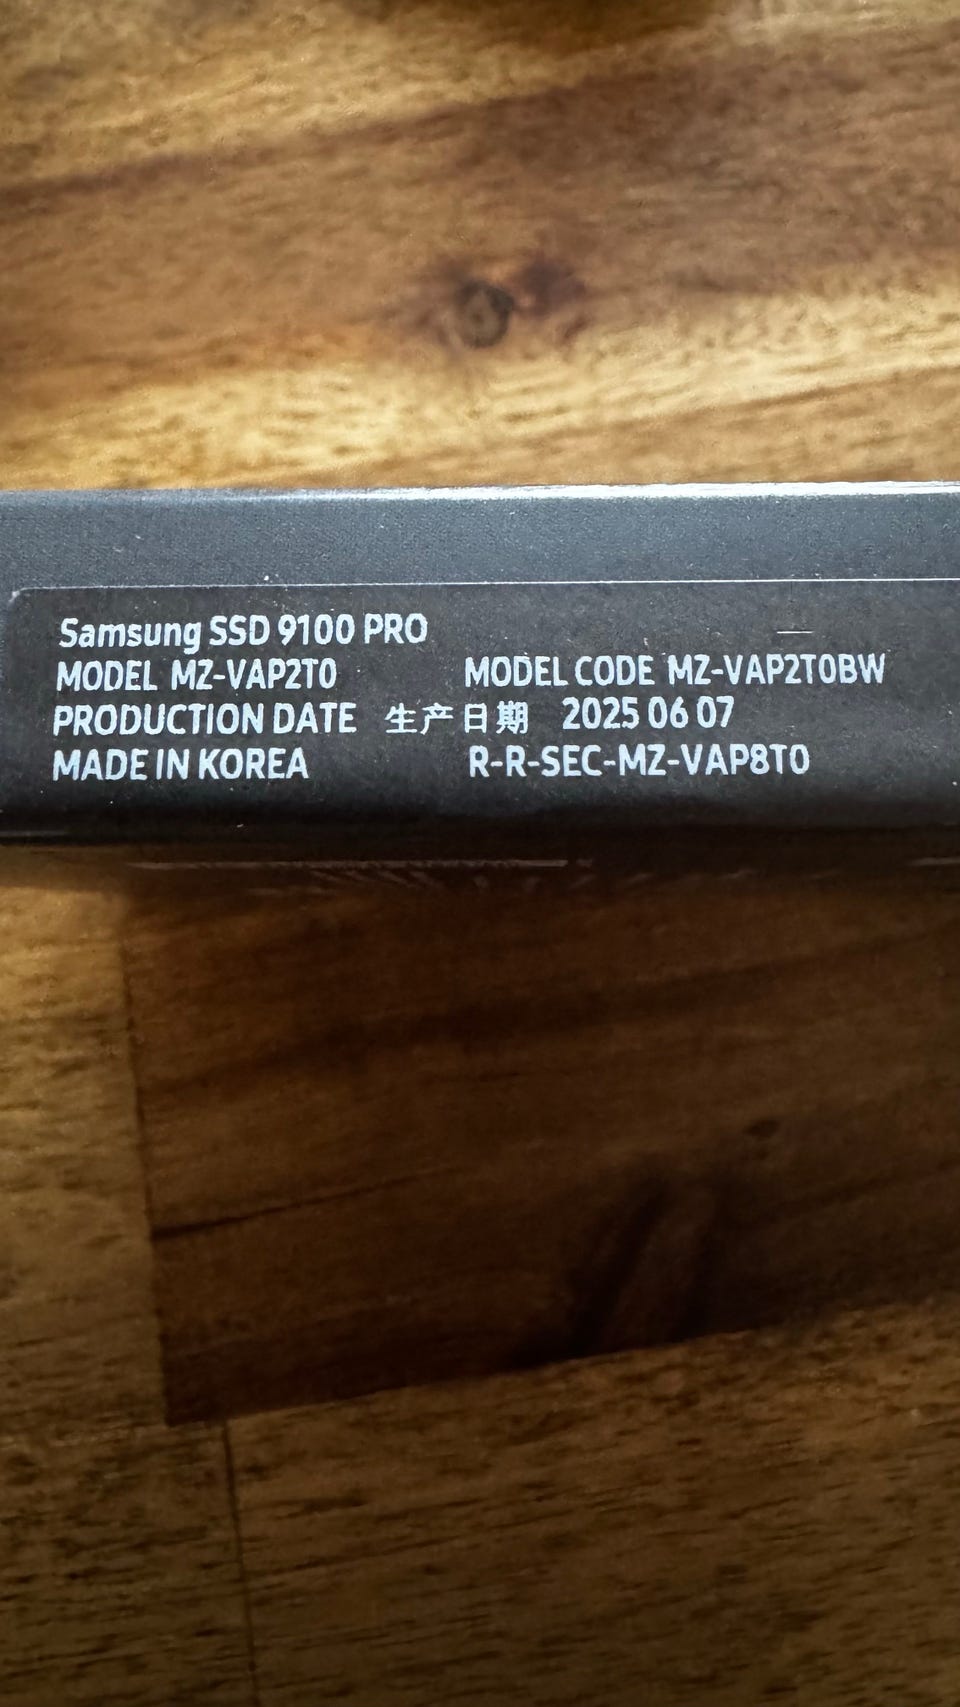 Samsung SSD 9100 PRO
MODEL MZ-VAP2T0 MODEL CODE MZ-VAP2T0BW
PRODUCTION DATE 生产日期 2025 06 07
MADE IN KOREA R-R-SEC-MZ-VAP8T0